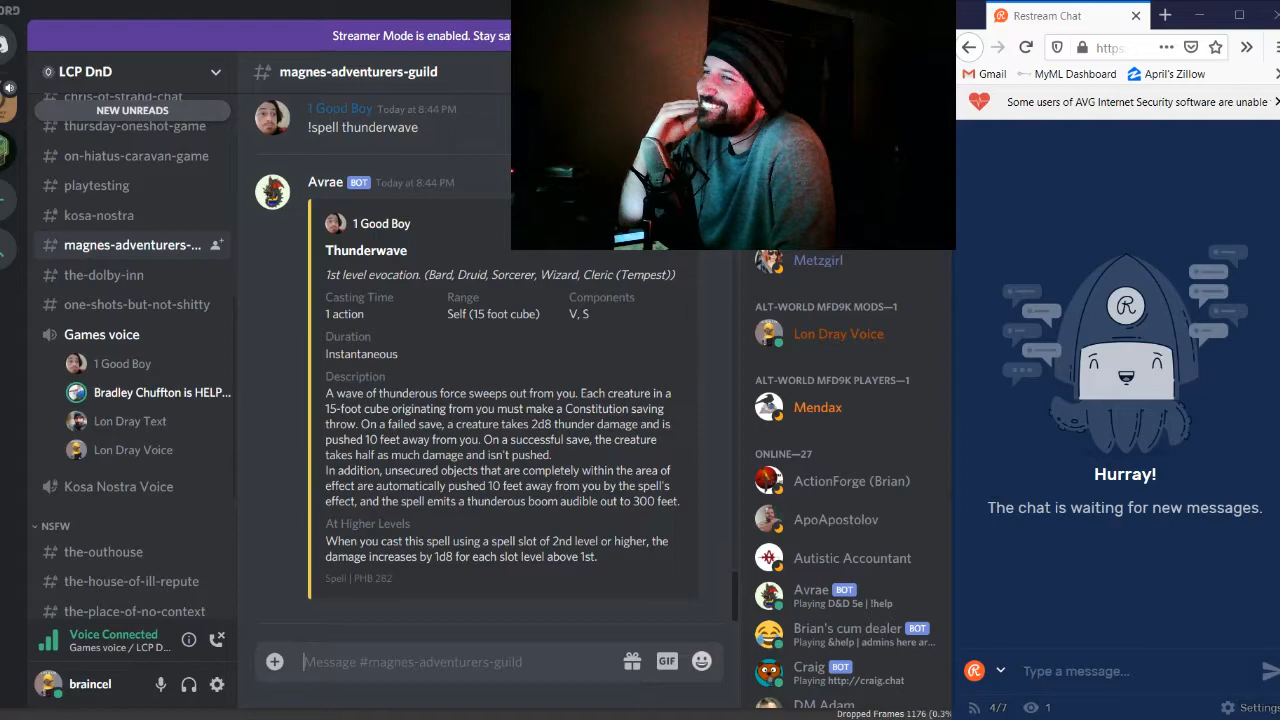 ORD
Streamer Mode is enabled. Stay sa
LCP DnD
chris-of-strand-chat
NEW UNREADS
thursday-oneshot-game
on-hiatus-caravan-game
playtesting
kosa-nostra
magnes-adventurers-...
the-dolby-inn
one-shots-but-not-shitty
Games voice
1 Good Boy
Bradley Chuffton is HELP...
Lon Dray Text
Lon Dray Voice
Nostra Voice
NSFW
the-outhouse
the-house-of-ill-repute
the-place-of-no-context
Voice Connected
Games voice / LCP D...
magnes-adventurers-guild
1 Good Boy Today at 8:44 PM
!spell thunderwave
Avrae BOT Today at 8:44 PM
1 Good Boy
Thunderwave
1st level evocation. (Bard, Druid, Sorcerer, Wizard, Cleric (Tempest))
Casting Time Range Components
1 action Self (15 foot cube) V, S
Duration
Instantaneous
Description
A wave of thunderous force sweeps out from you. Each creature in a
15-foot cube originating from you must make a Constitution saving
throw. On a failed save, a creature takes 2d8 thunder damage and is
pushed 10 feet away from you. On a successful save, the creature
takes half as much damage and isn't pushed.
In addition, unsecured objects that are completely within the area of
effect are automatically pushed 10 feet away from you by the spell's
effect, and the spell emits a thunderous boom audible out to 300 feet.
At Higher Levels
When you cast this spell using a spell slot of 2nd level or higher, the
damage increases by 1d8 for each slot level above 1st.
Spell | PHB 282
Message #magnes-adventurers-guild
GIF
Metzgirl
ALT-WORLD MFD9K MODS—1
Lon Dray Voice
ALT-WORLD MFD9K PLAYERS—1
Mendax
ONLINE—27
ActionForge (Brian)
ApoApostolov
Autistic Accountant
Avrae BOT
Playing D&D 5e | !help
Brian's cum dealer BOT
Playing &help | admins here ar...
Craig BOT
Playing http://craig.chat
DM Adam
Dropped Frames 1176 (0.3%
Restream Chat
https
Gmail MyML Dashboard April's Zillow
Some users of AVG Internet Security software are unable
Hurray!
The chat is waiting for new messages.
Type a message...
4/7 1 Settings